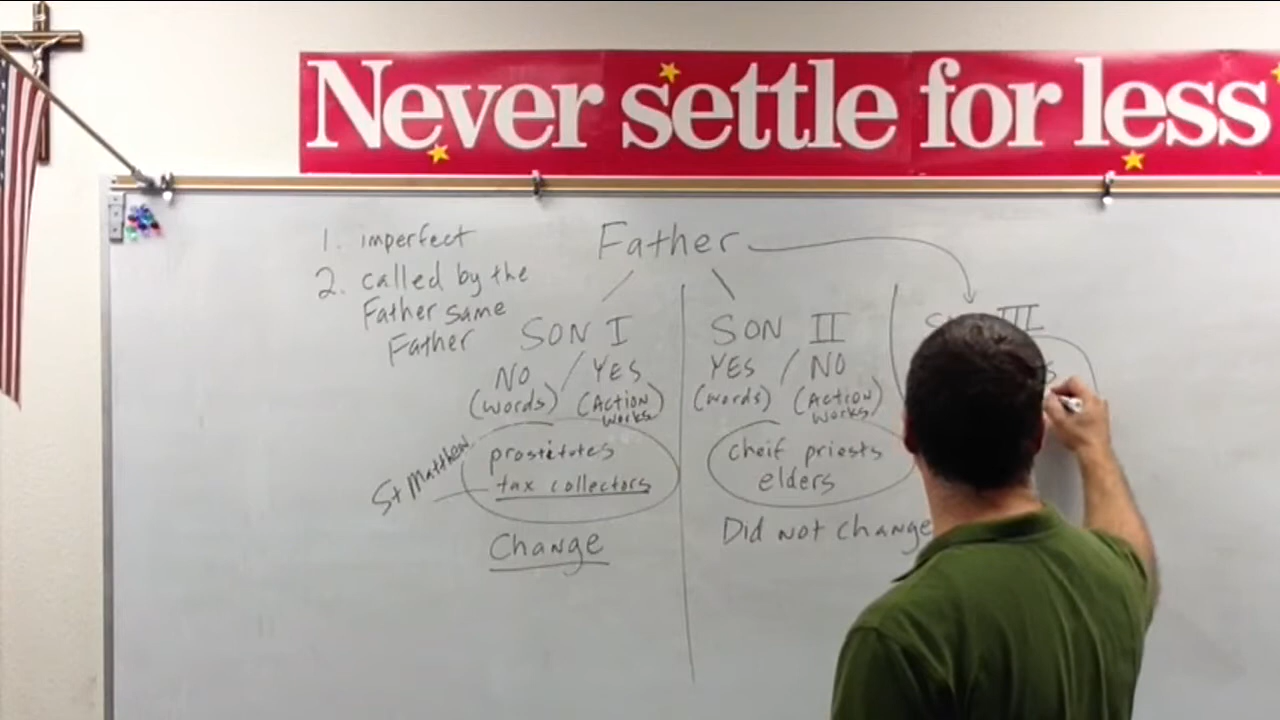 Never settle for less
1. imperfect
2. called by the
Father same
Father
Father
SON I
NO / YES
(words) (Action)
works
St Matthew
prostitutes
tax collectors
Change
SON II
YES / NO
(words) (Action)
works
cheif priests
elders
Did not change
III